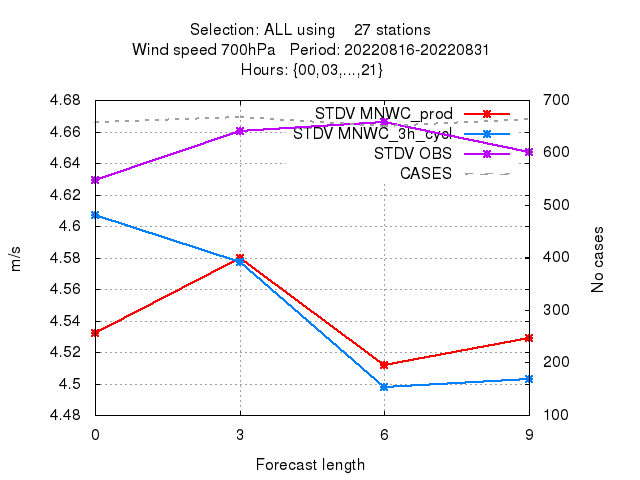 Selection: ALL using    27 stations
Wind speed 700hPa   Period: 20220816-20220831
Hours: {00,03,...,21}
4.68
4.66
4.64
4.62
4.6
4.58
4.56
4.54
4.52
4.5
4.48
m/s
STDV MNWC_prod
STDV MNWC_3h_cycl
STDV OBS
CASES
700
600
500
400
300
200
100
No cases
0 3 6 9
Forecast length